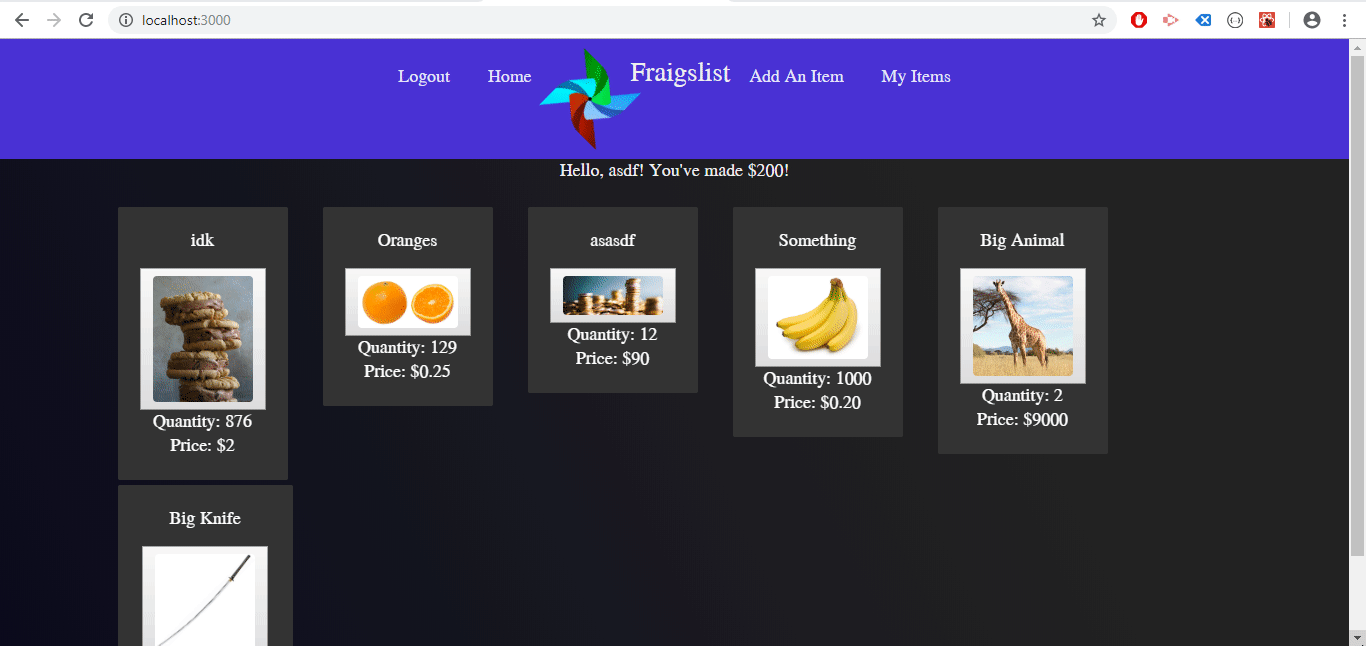 localhost:3000
Logout Home Fraigslist Add An Item My Items
Hello, asdf! You've made $200!
idk
Quantity: 876
Price: $2
Oranges
Quantity: 129
Price: $0.25
asasdf
Quantity: 12
Price: $90
Something
Quantity: 1000
Price: $0.20
Big Animal
Quantity: 2
Price: $9000
Big Knife